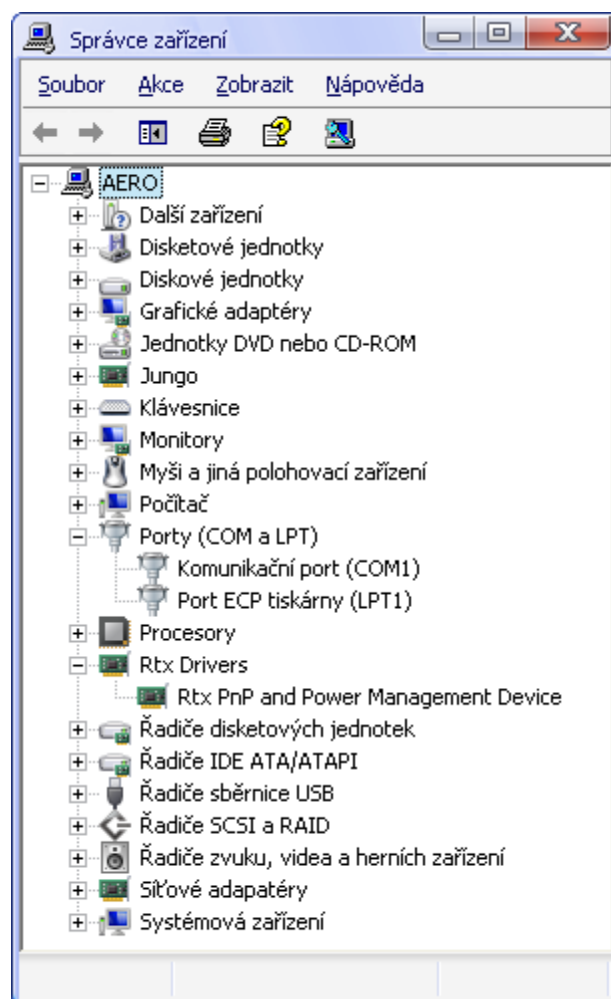 Správce zařízení
Soubor Akce Zobrazit Nápověda
AERO
Další zařízení
Disketové jednotky
Diskové jednotky
Grafické adaptéry
Jednotky DVD nebo CD-ROM
Jungo
Klávesnice
Monitory
Myši a jiná polohovací zařízení
Počítač
Porty (COM a LPT)
Komunikační port (COM1)
Port ECP tiskárny (LPT1)
Procesory
Rtx Drivers
Rtx PnP and Power Management Device
Řadiče disketových jednotek
Řadiče IDE ATA/ATAPI
Řadiče sběrnice USB
Řadiče SCSI a RAID
Řadiče zvuku, videa a herních zařízení
Síťové adapatéry
Systémová zařízení